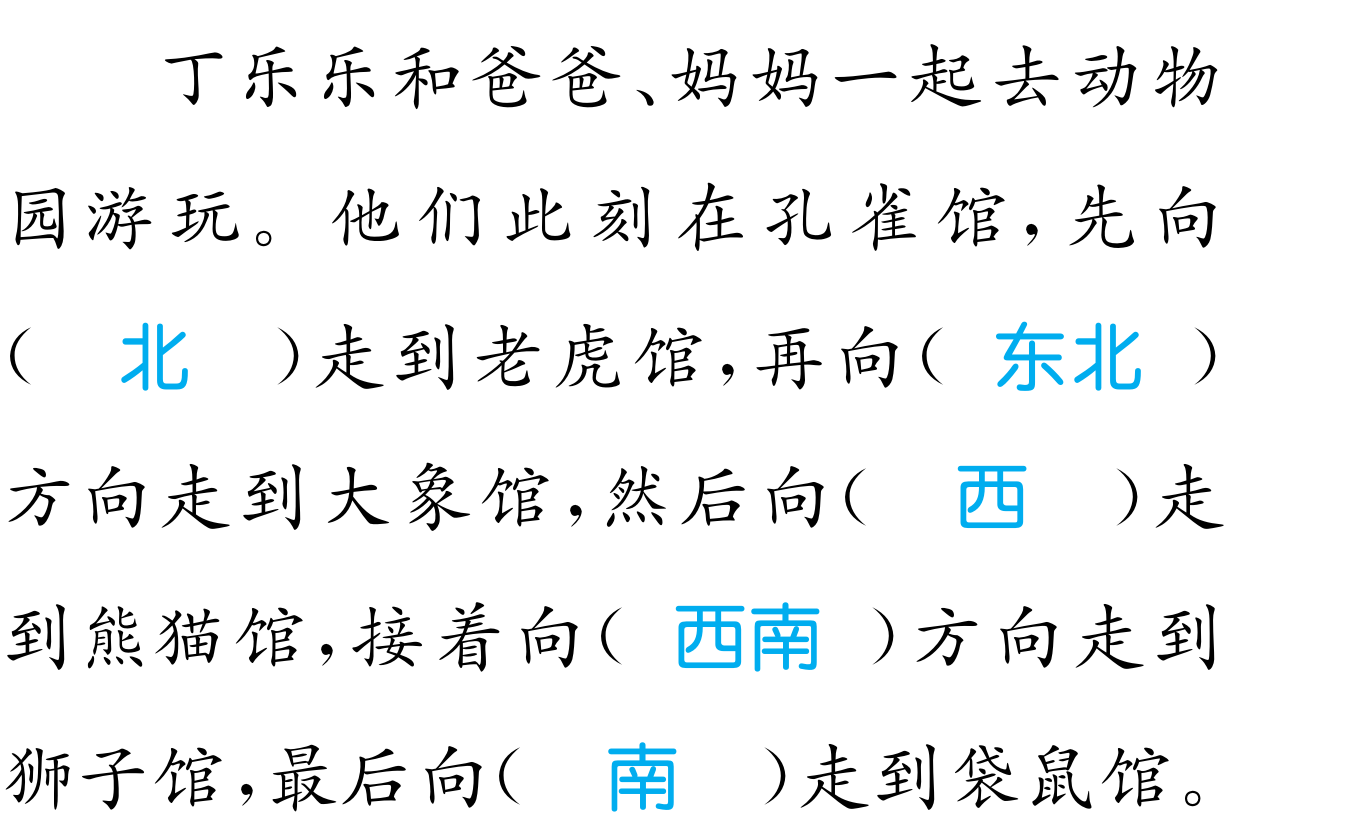 丁乐乐和爸爸、妈妈一起去动物
园游玩。他们此刻在孔雀馆,先向
( 北 )走到老虎馆,再向( 东北 )
方向走到大象馆,然后向( 西 )走
到熊猫馆,接着向( 西南 )方向走到
狮子馆,最后向( 南 )走到袋鼠馆。